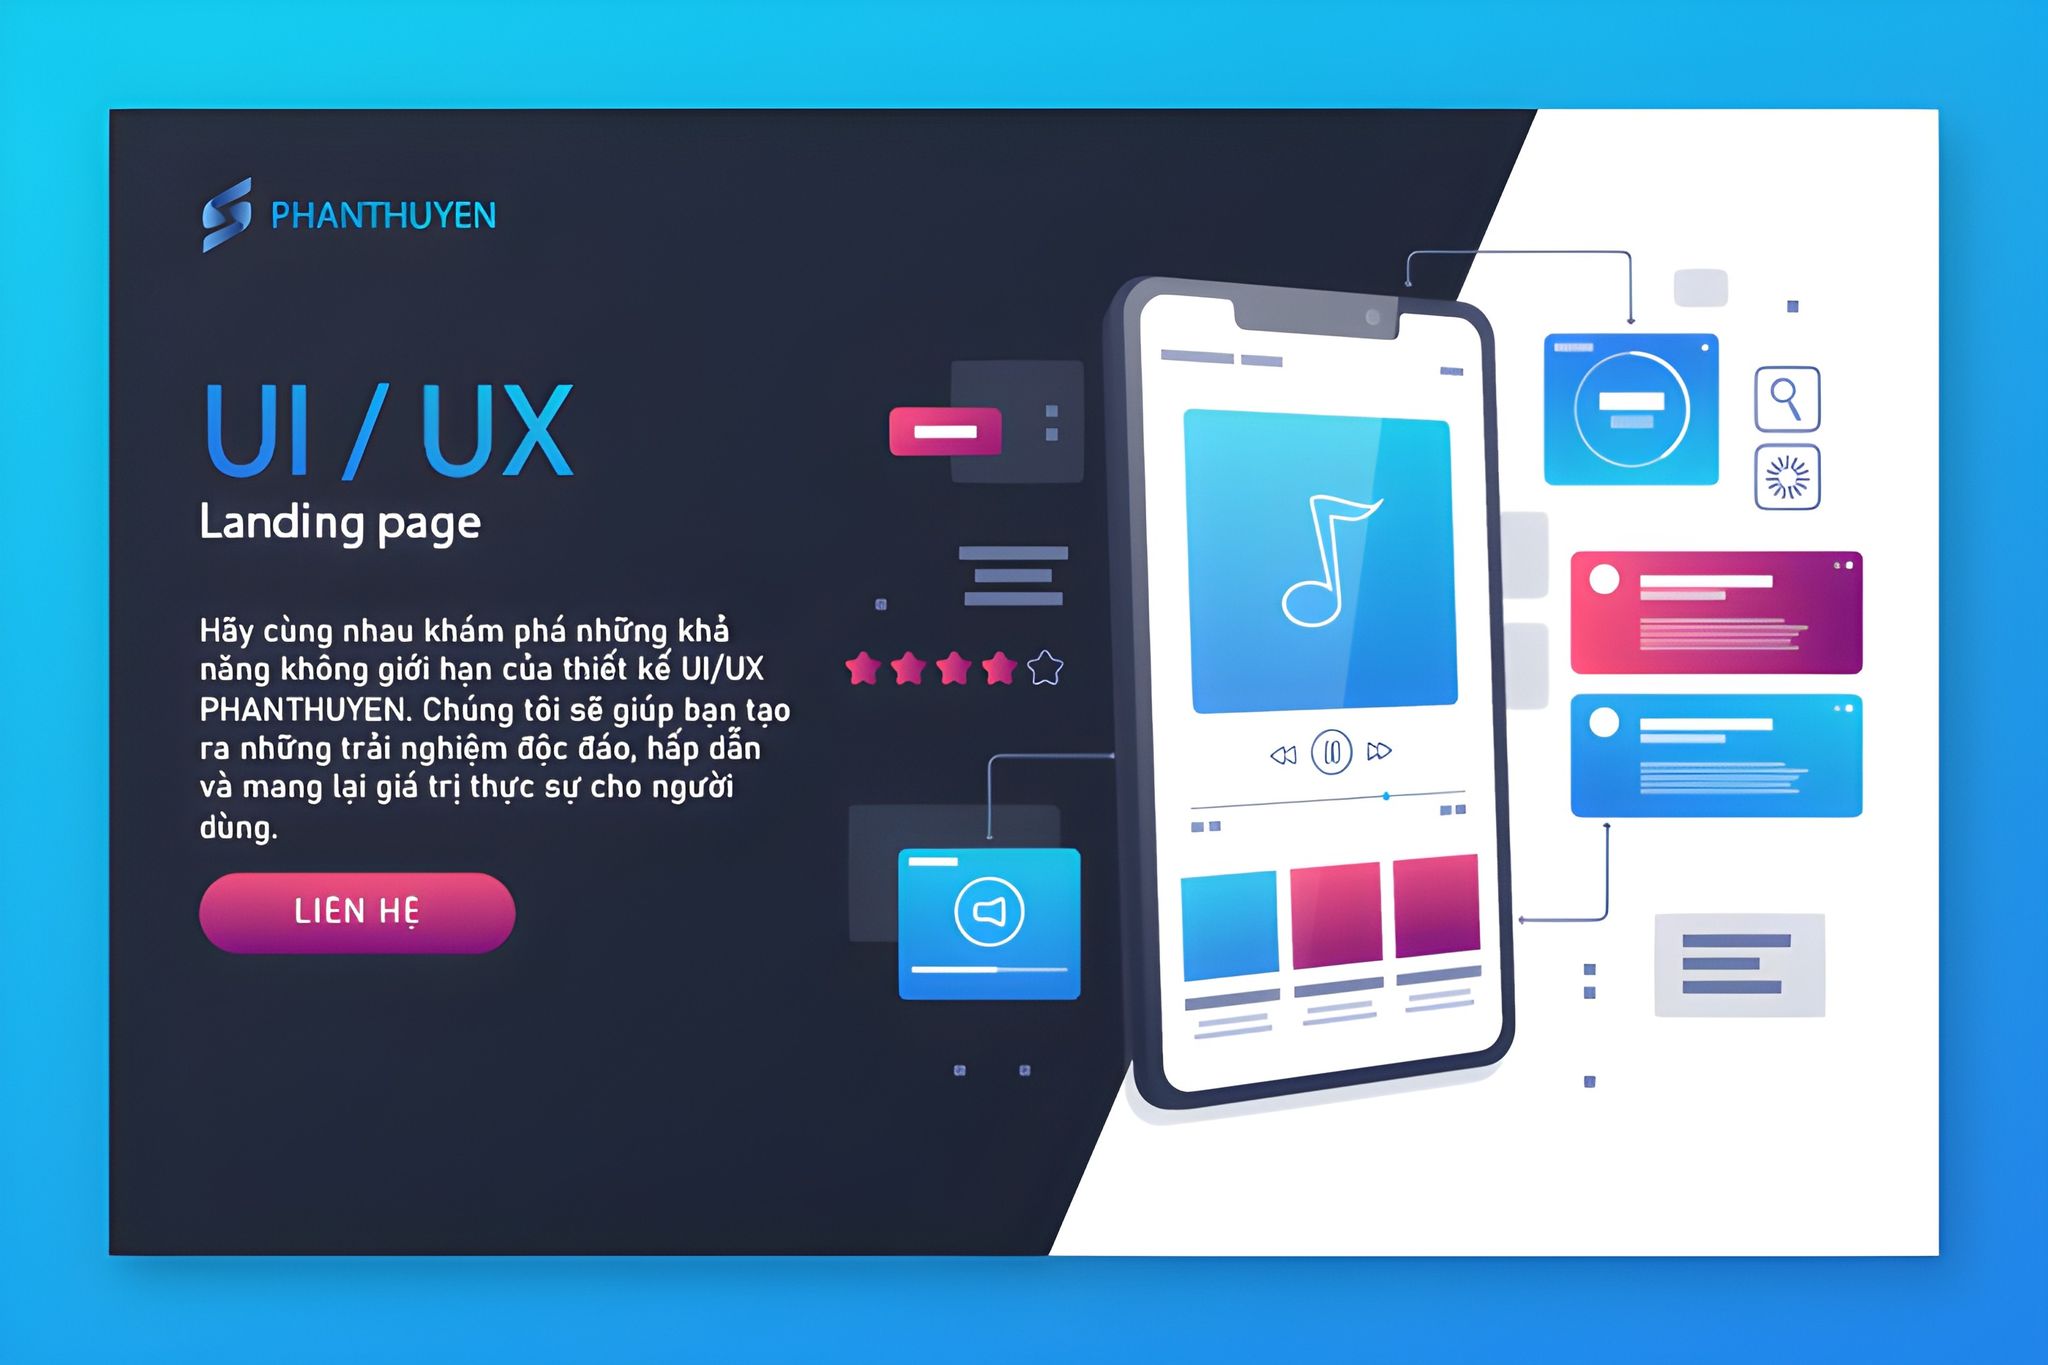 PHANTHUYEN
UI / UX
Landing page
Hãy cùng nhau khám phá những khả
năng không giới hạn của thiết kế UI/UX
PHANTHUYEN. Chúng tôi sẽ giúp bạn tạo
ra những trải nghiệm độc đáo, hấp dẫn
và mang lại giá trị thực sự cho người
dùng.
LIÊN HỆ